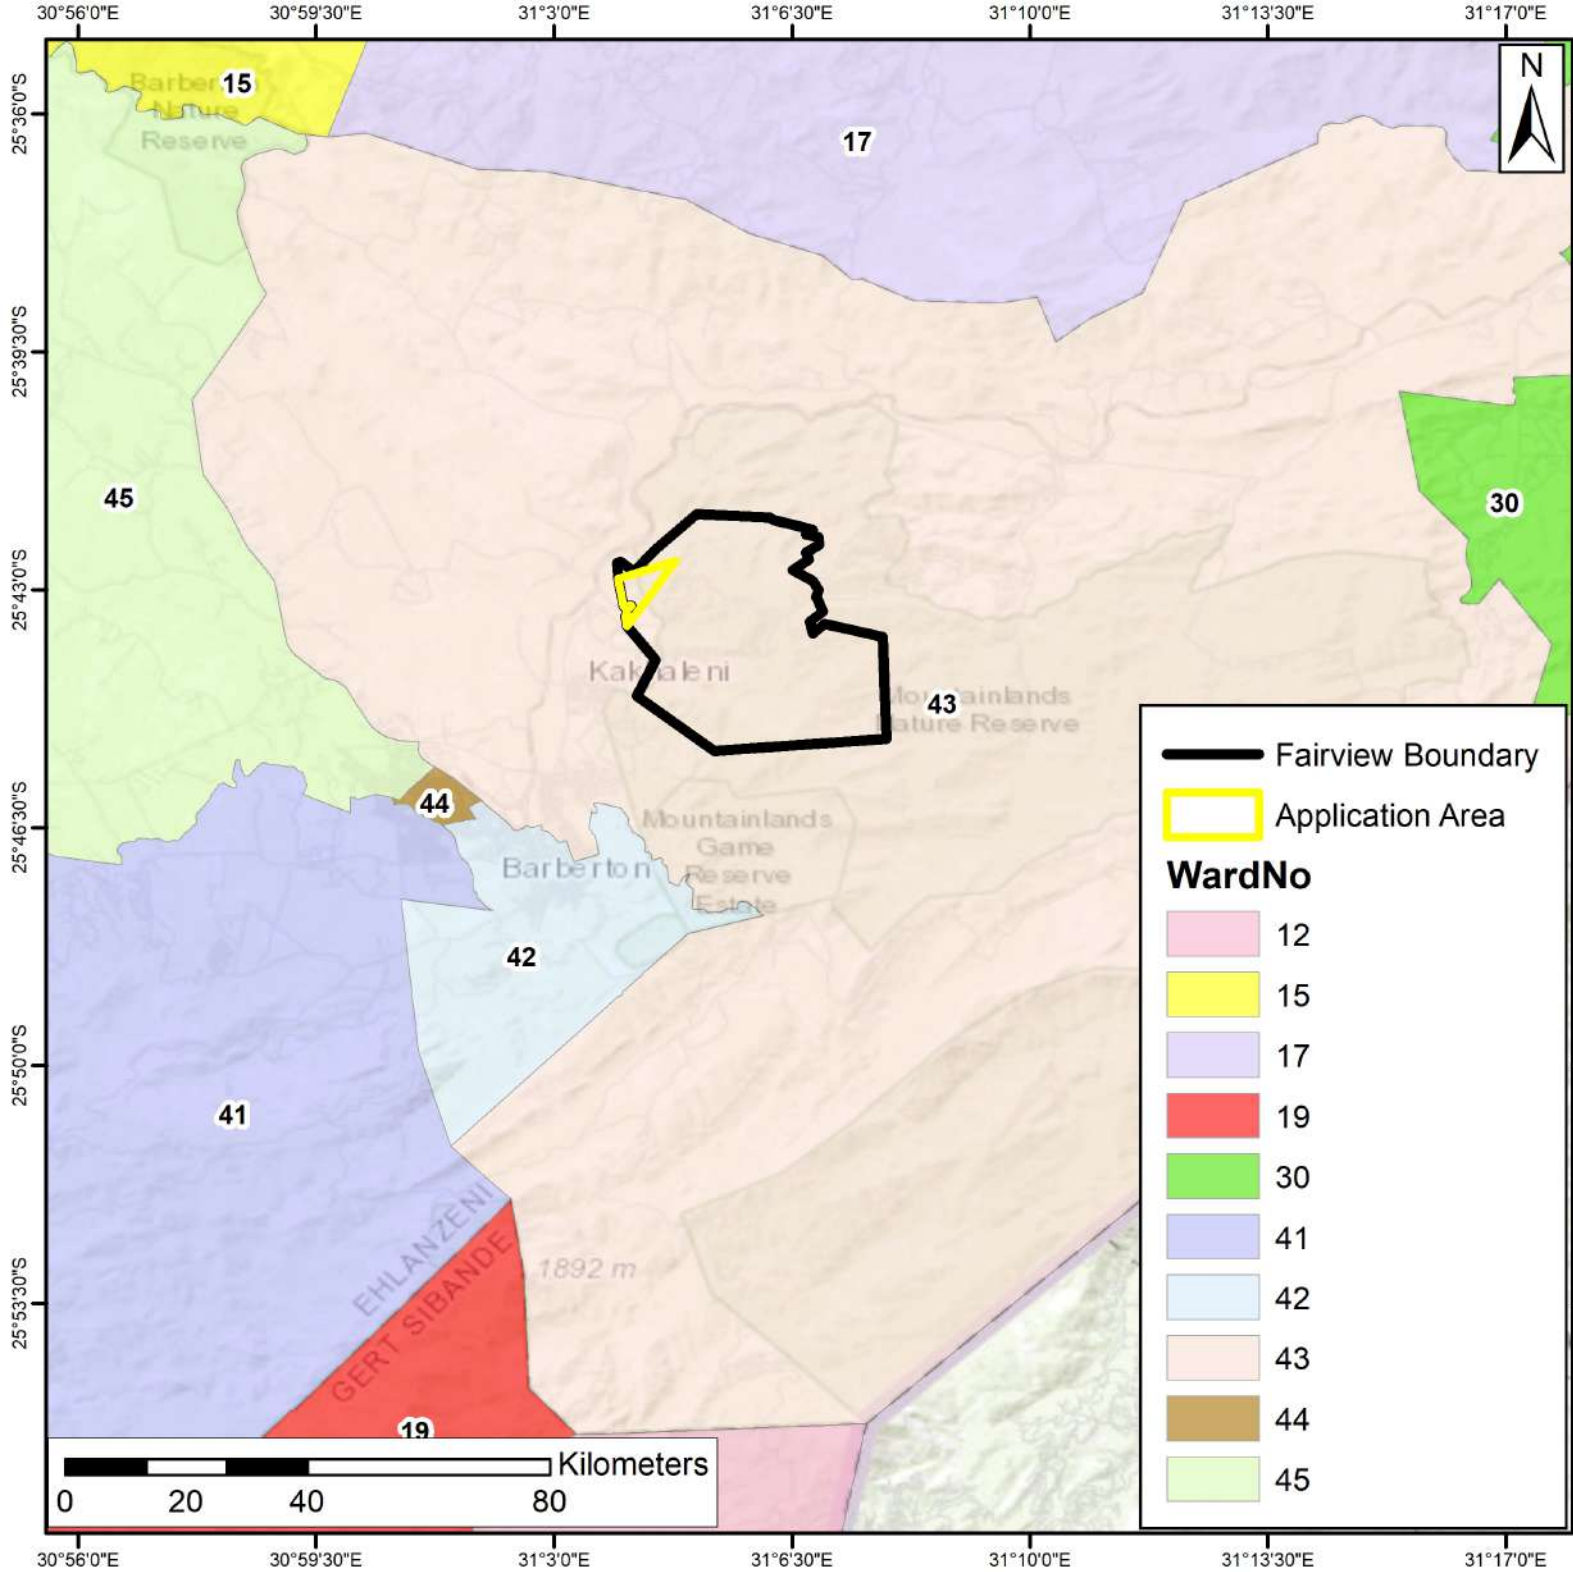 30°56'0"E 30°59'30"E 31°3'0"E 31°6'30"E 31°10'0"E 31°13'30"E 31°17'0"E
N
25°36'0"S
25°39'30"S
25°43'0"S
25°46'30"S
25°50'0"S
25°53'30"S
15
Nature
Reserve
17
45
30
43
Nature Reserve
44
Mountainlands
Game
Reserve
Estate
Barberton
42
41
EHLANZENI
GERT SIBANDE
1892 m
19
Fairview Boundary
Application Area
WardNo
12
15
17
19
30
41
42
43
44
45
Kilometers
0 20 40 80
30°56'0"E 30°59'30"E 31°3'0"E 31°6'30"E 31°10'0"E 31°13'30"E 31°17'0"E